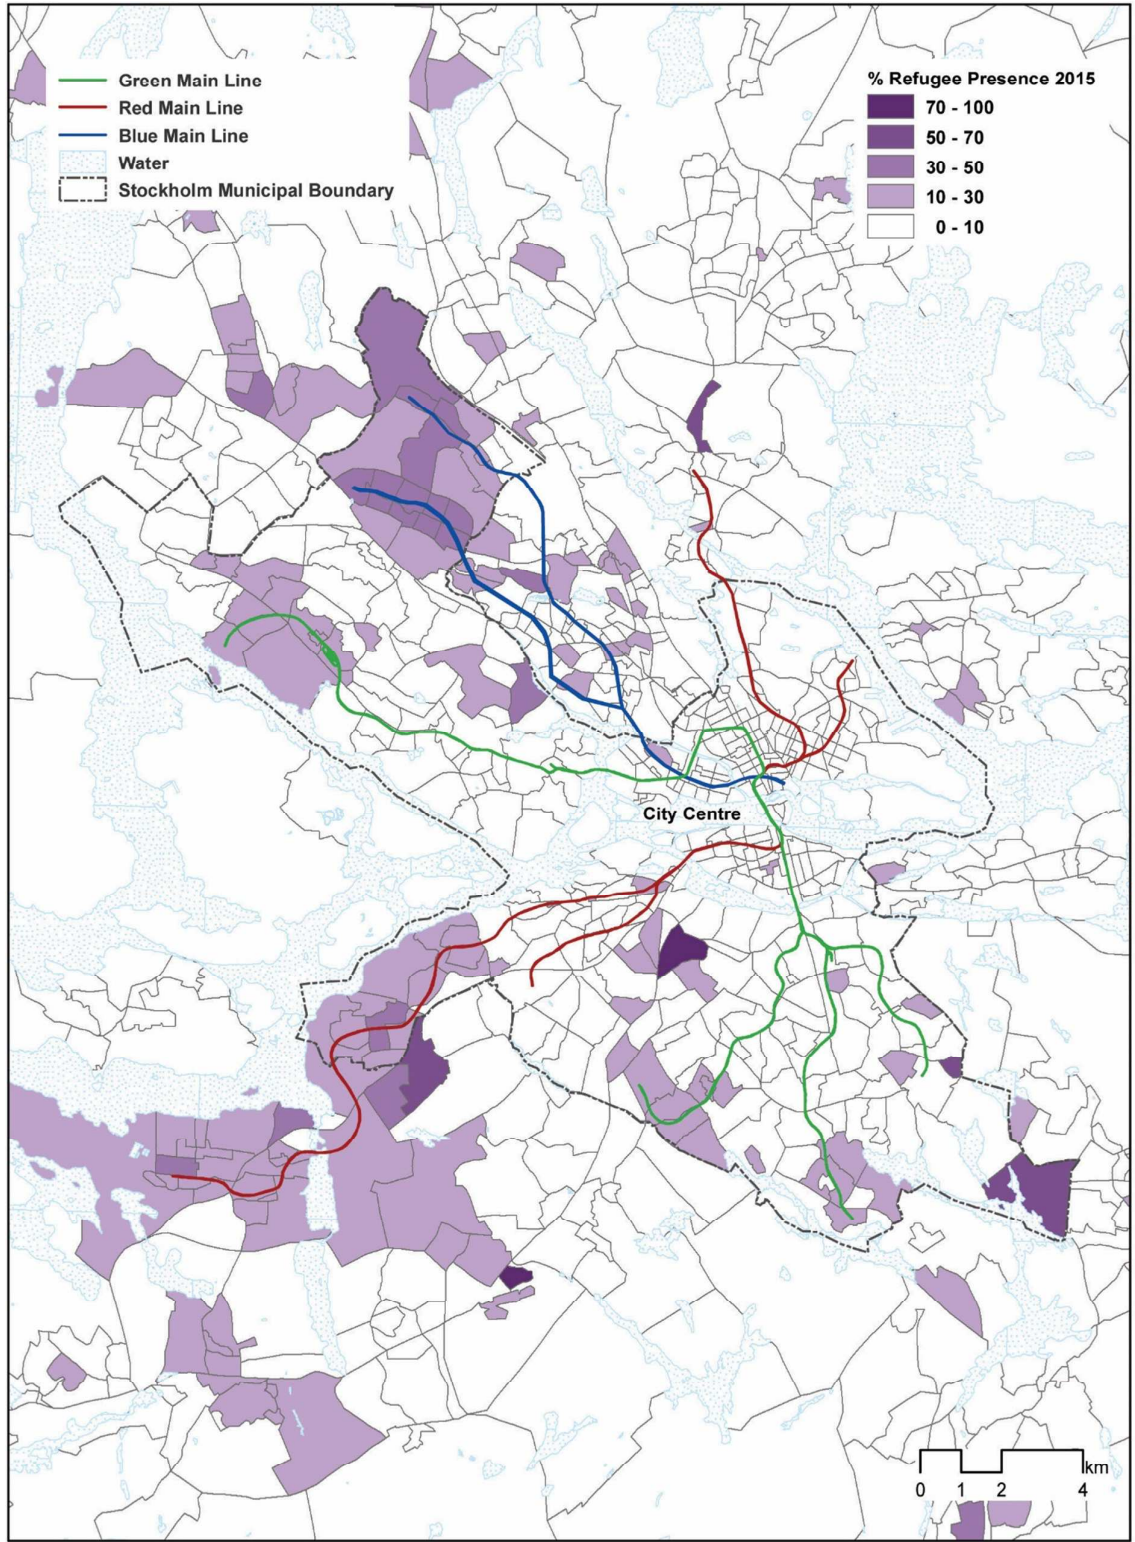 Green Main Line
Red Main Line
Blue Main Line
Water
Stockholm Municipal Boundary
% Refugee Presence 2015
70 - 100
50 - 70
30 - 50
10 - 30
0 - 10
City Centre
km
0 1 2 4